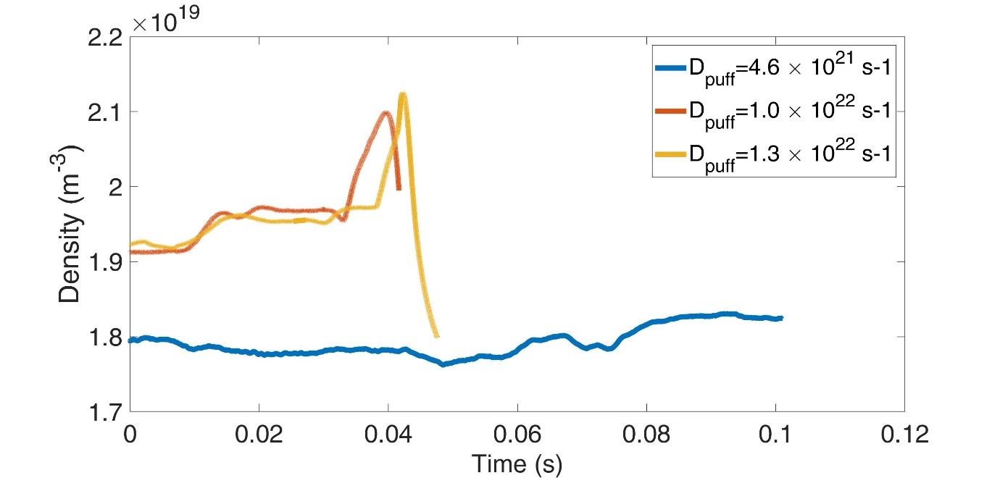 ×10^19
2.2
2.1
2
1.9
1.8
1.7
Density (m^-3)
0 0.02 0.04 0.06 0.08 0.1 0.12
Time (s)
D_puff=4.6 × 10^21 s-1
D_puff=1.0 × 10^22 s-1
D_puff=1.3 × 10^22 s-1